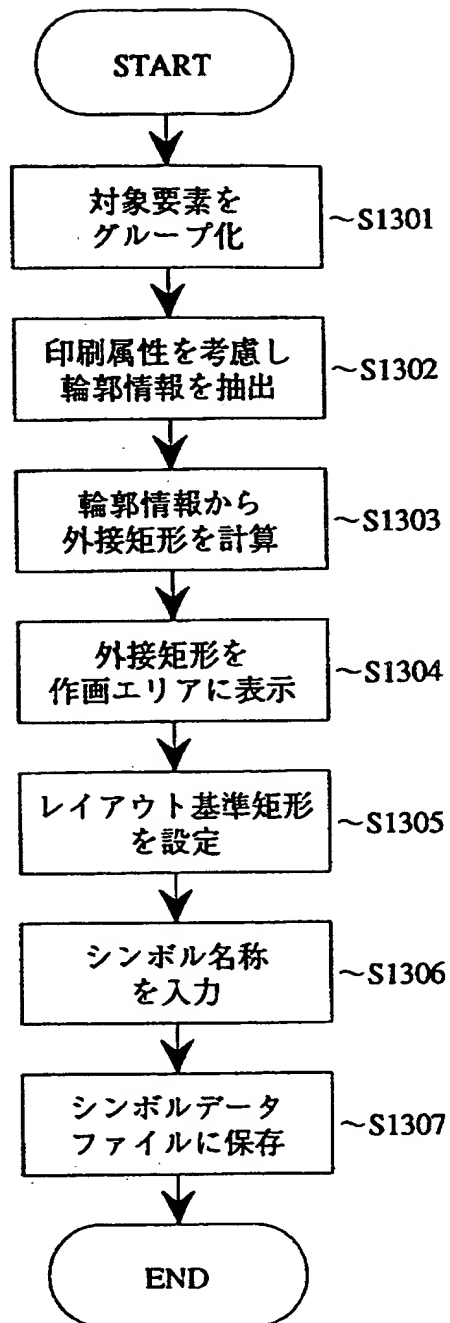 START
対象要素を
グループ化
~S1301
印刷属性を考慮し
輪郭情報を抽出
~S1302
輪郭情報から
外接矩形を計算
~S1303
外接矩形を
作画エリアに表示
~S1304
レイアウト基準矩形
を設定
~S1305
シンボル名称
を入力
~S1306
シンボルデータ
ファイルに保存
~S1307
END